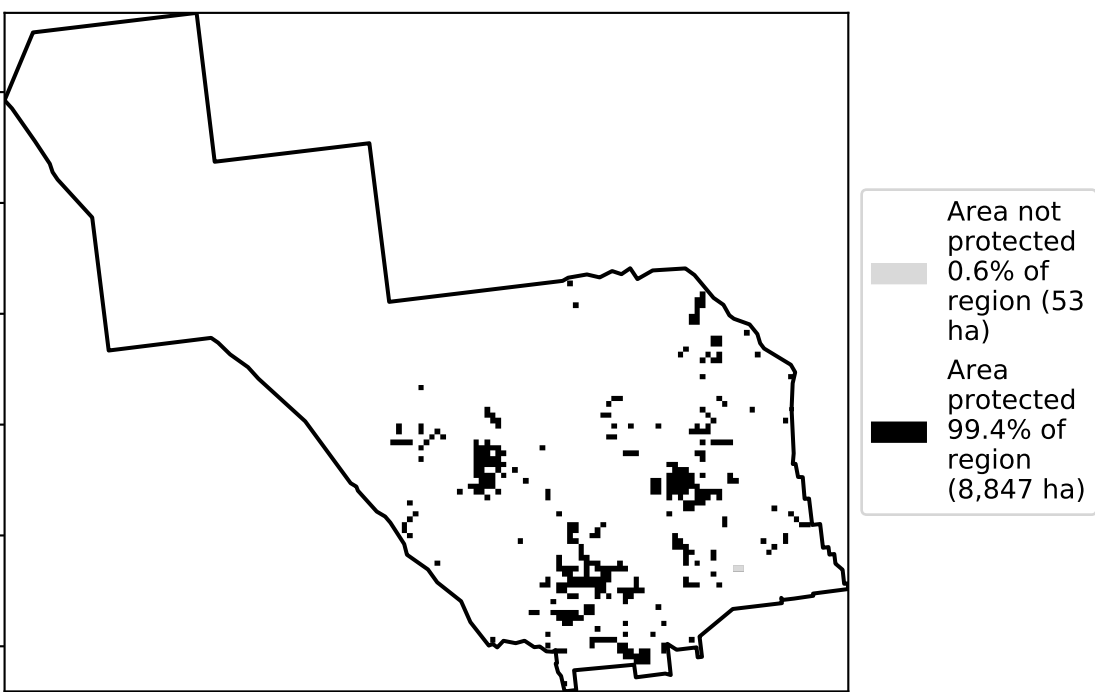 Area not
protected
0.6% of
region (53
ha)
Area
protected
99.4% of
region
(8,847 ha)